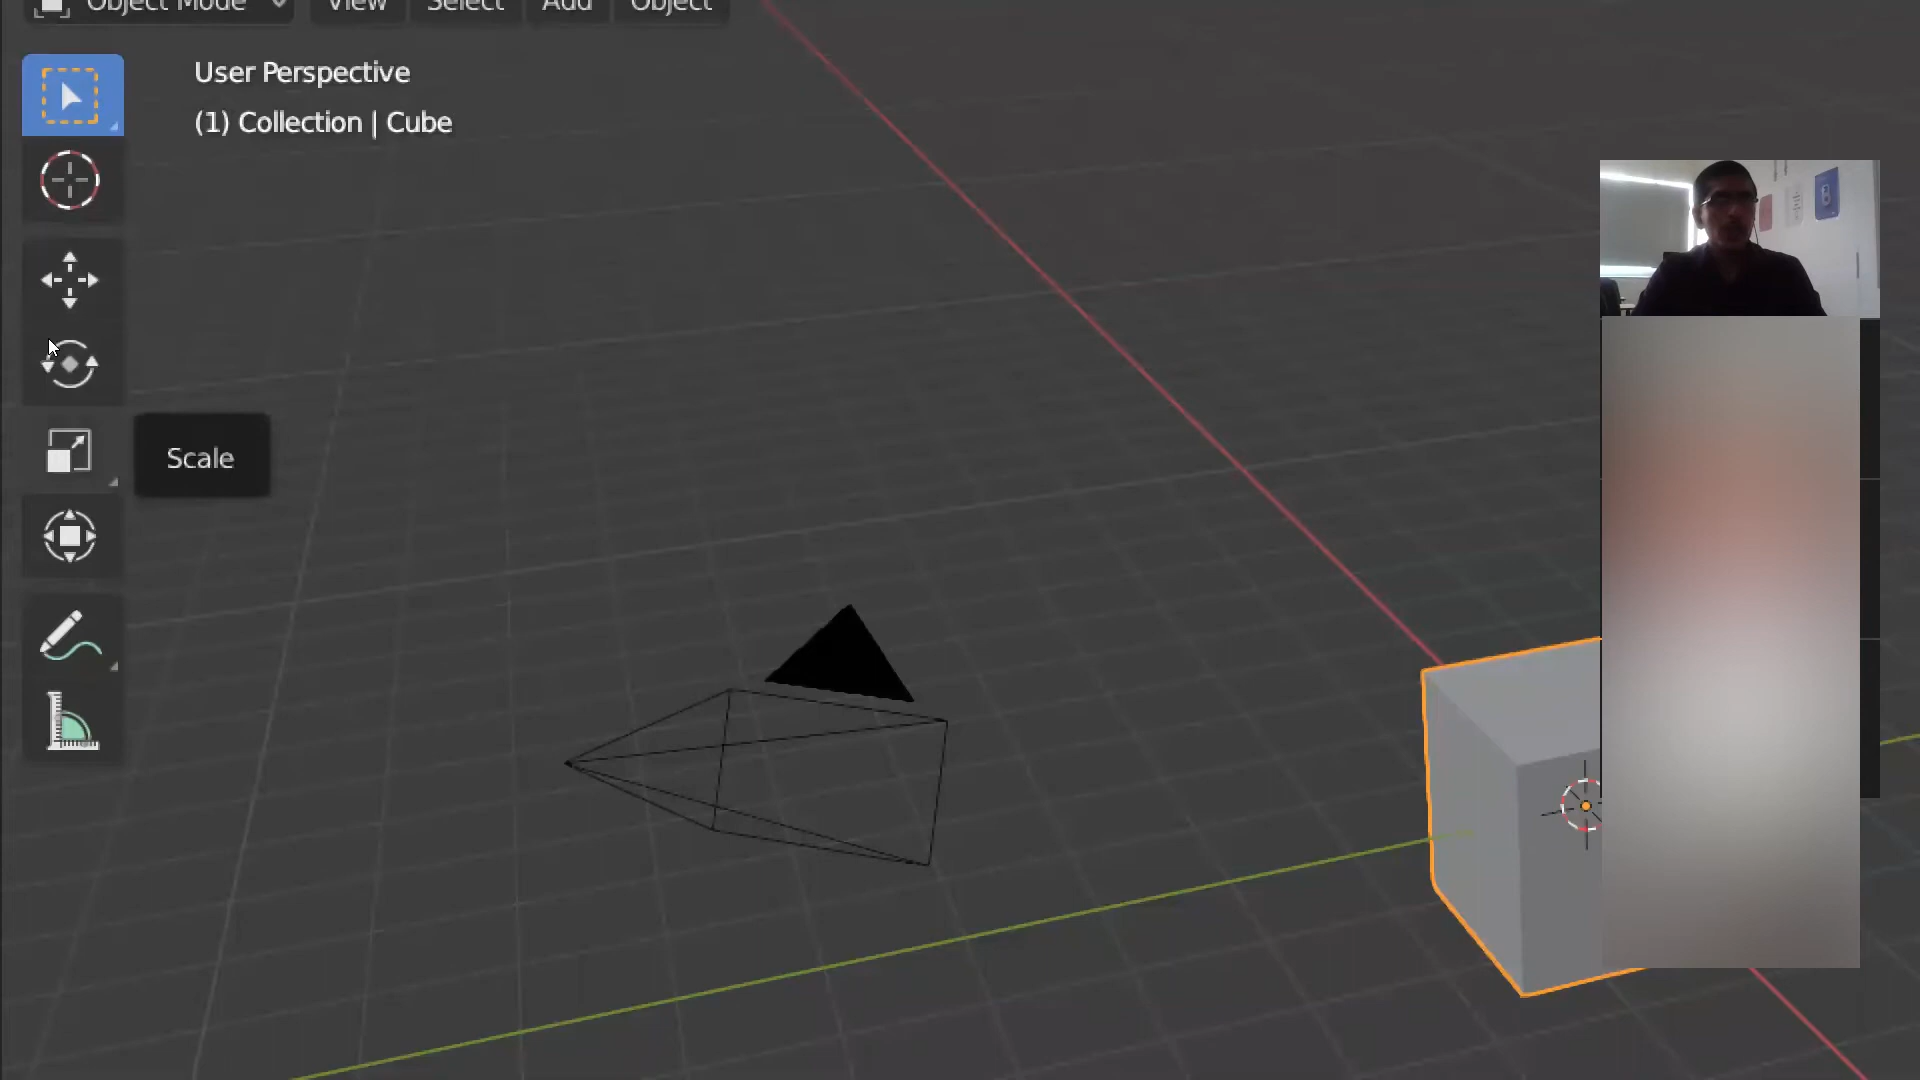 Object Mode View Select Add Object
User Perspective
(1) Collection | Cube
Scale